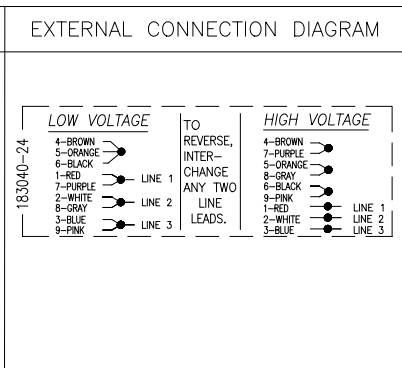 EXTERNAL CONNECTION DIAGRAM
183040-24
LOW VOLTAGE
4-BROWN
5-ORANGE
6-BLACK
1-RED
7-PURPLE
LINE 1
2-WHITE
8-GRAY
LINE 2
3-BLUE
9-PINK
LINE 3
TO
REVERSE,
INTER-
CHANGE
ANY TWO
LINE
LEADS.
HIGH VOLTAGE
4-BROWN
7-PURPLE
5-ORANGE
8-GRAY
6-BLACK
9-PINK
1-RED LINE 1
2-WHITE LINE 2
3-BLUE LINE 3